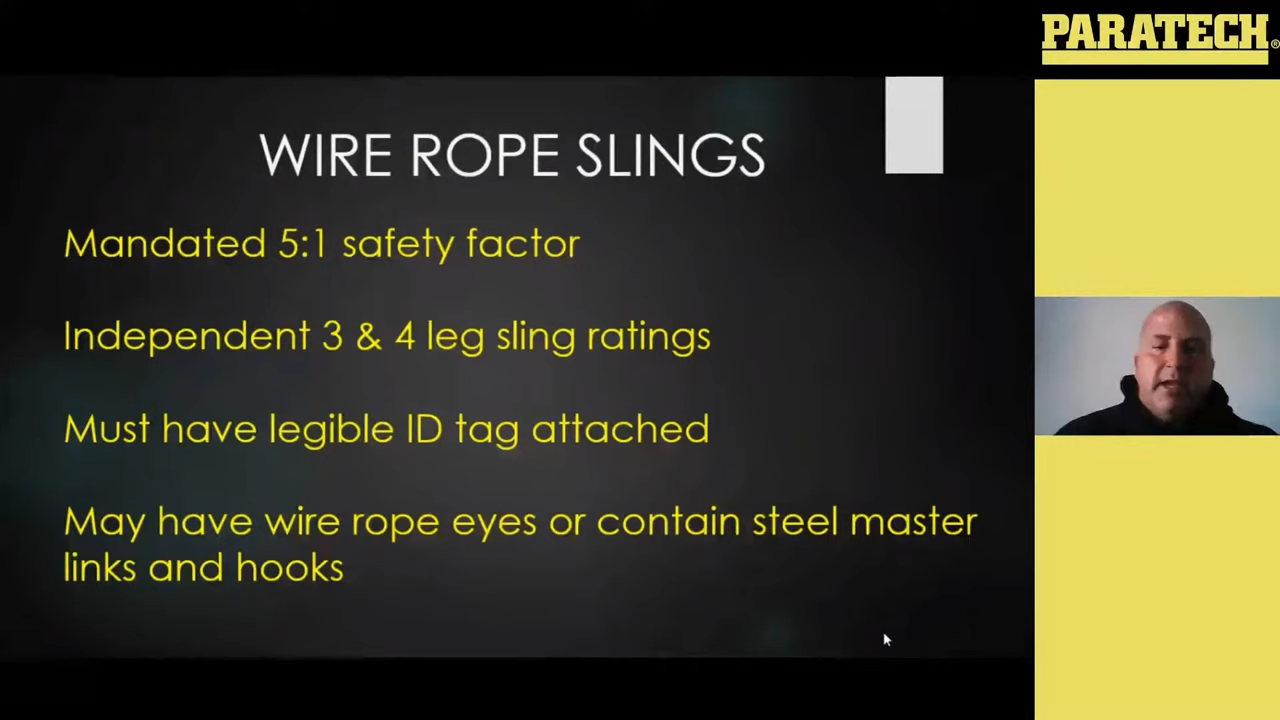 PARATECH®
WIRE ROPE SLINGS
Mandated 5:1 safety factor
Independent 3 & 4 leg sling ratings
Must have legible ID tag attached
May have wire rope eyes or contain steel master
links and hooks